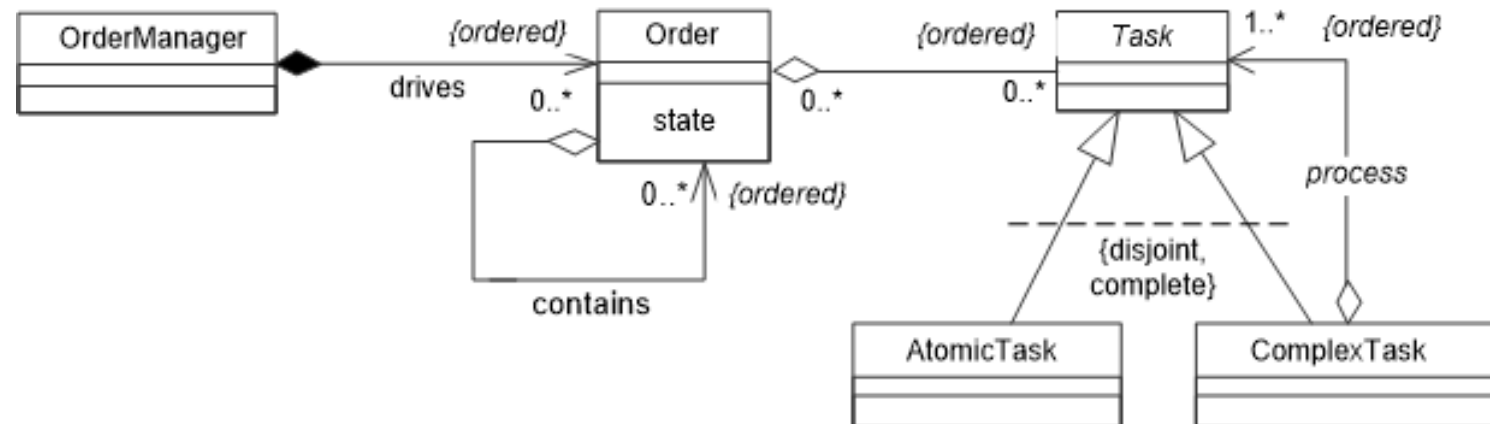 OrderManager
{ordered}
Order
{ordered}
1..*
{ordered}
Task
drives
0..*
0..*
0..*
state
process
0..*
{ordered}
{disjoint,
complete}
contains
AtomicTask
ComplexTask